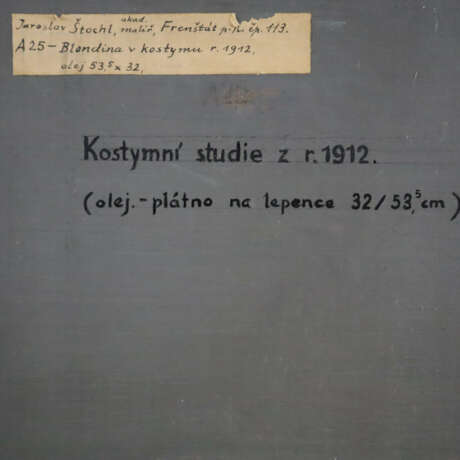 Jaroslav Štochl, akad. malíř, Frenštát p. R. čp. 113.
A25 - Blondina v kostymu r. 1912,
olej 53,5 x 32,
Kostymní studie z r. 1912.
(olej. - plátno na lepence 32/53,5 cm)